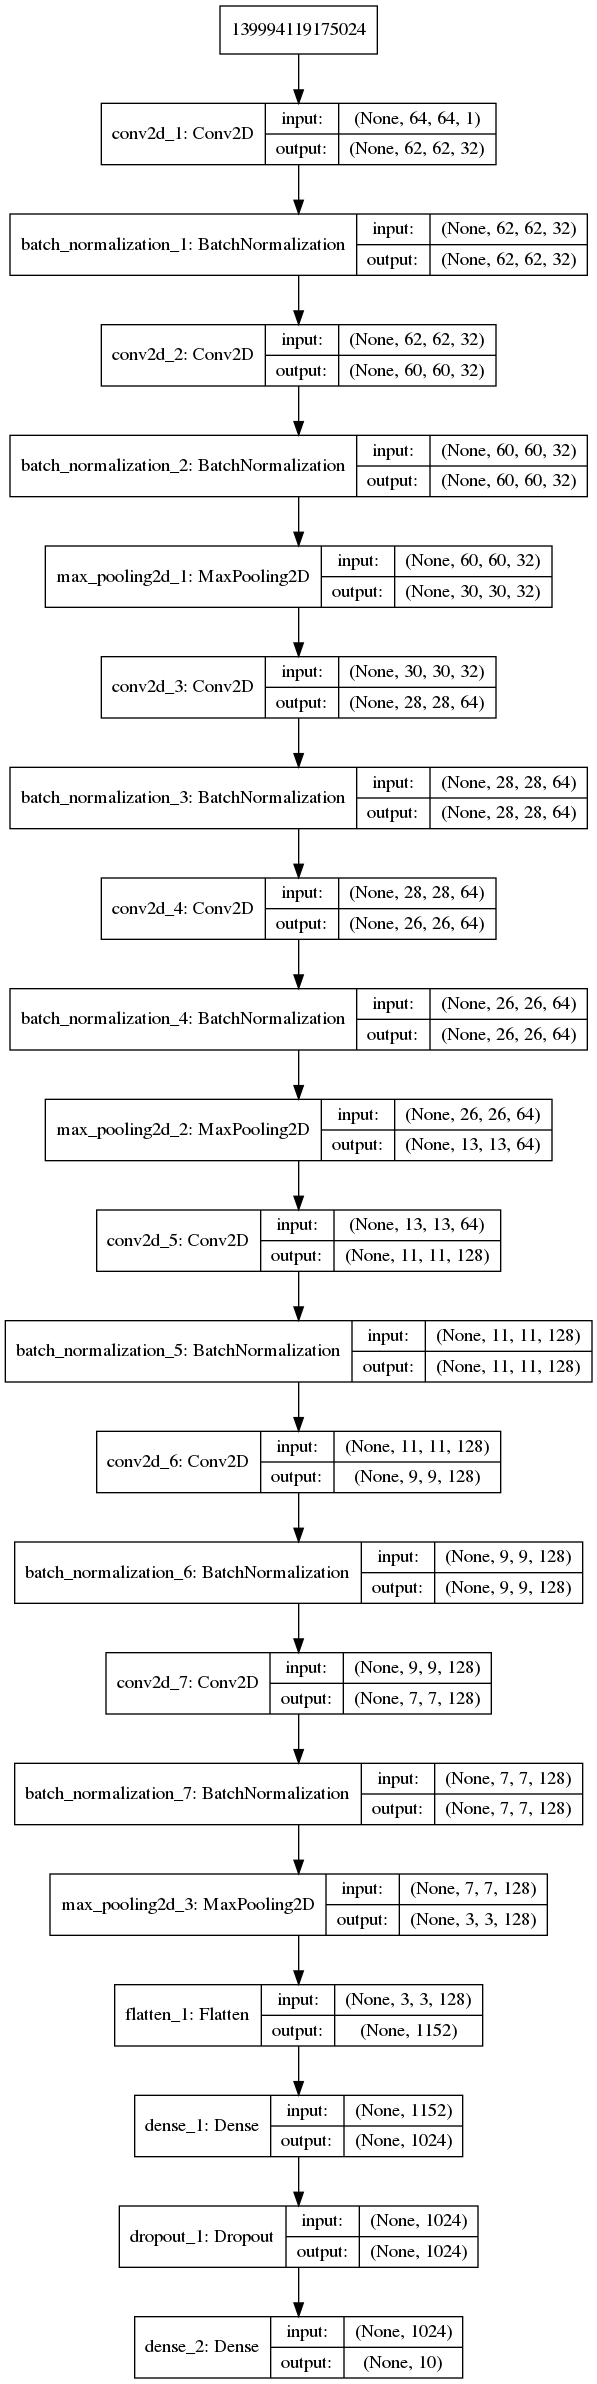 139994119175024
conv2d_1: Conv2D
input: (None, 64, 64, 1)
output: (None, 62, 62, 32)
batch_normalization_1: BatchNormalization
input: (None, 62, 62, 32)
output: (None, 62, 62, 32)
conv2d_2: Conv2D
input: (None, 62, 62, 32)
output: (None, 60, 60, 32)
batch_normalization_2: BatchNormalization
input: (None, 60, 60, 32)
output: (None, 60, 60, 32)
max_pooling2d_1: MaxPooling2D
input: (None, 60, 60, 32)
output: (None, 30, 30, 32)
conv2d_3: Conv2D
input: (None, 30, 30, 32)
output: (None, 28, 28, 64)
batch_normalization_3: BatchNormalization
input: (None, 28, 28, 64)
output: (None, 28, 28, 64)
conv2d_4: Conv2D
input: (None, 28, 28, 64)
output: (None, 26, 26, 64)
batch_normalization_4: BatchNormalization
input: (None, 26, 26, 64)
output: (None, 26, 26, 64)
max_pooling2d_2: MaxPooling2D
input: (None, 26, 26, 64)
output: (None, 13, 13, 64)
conv2d_5: Conv2D
input: (None, 13, 13, 64)
output: (None, 11, 11, 128)
batch_normalization_5: BatchNormalization
input: (None, 11, 11, 128)
output: (None, 11, 11, 128)
conv2d_6: Conv2D
input: (None, 11, 11, 128)
output: (None, 9, 9, 128)
batch_normalization_6: BatchNormalization
input: (None, 9, 9, 128)
output: (None, 9, 9, 128)
conv2d_7: Conv2D
input: (None, 9, 9, 128)
output: (None, 7, 7, 128)
batch_normalization_7: BatchNormalization
input: (None, 7, 7, 128)
output: (None, 7, 7, 128)
max_pooling2d_3: MaxPooling2D
input: (None, 7, 7, 128)
output: (None, 3, 3, 128)
flatten_1: Flatten
input: (None, 3, 3, 128)
output: (None, 1152)
dense_1: Dense
input: (None, 1152)
output: (None, 1024)
dropout_1: Dropout
input: (None, 1024)
output: (None, 1024)
dense_2: Dense
input: (None, 1024)
output: (None, 10)